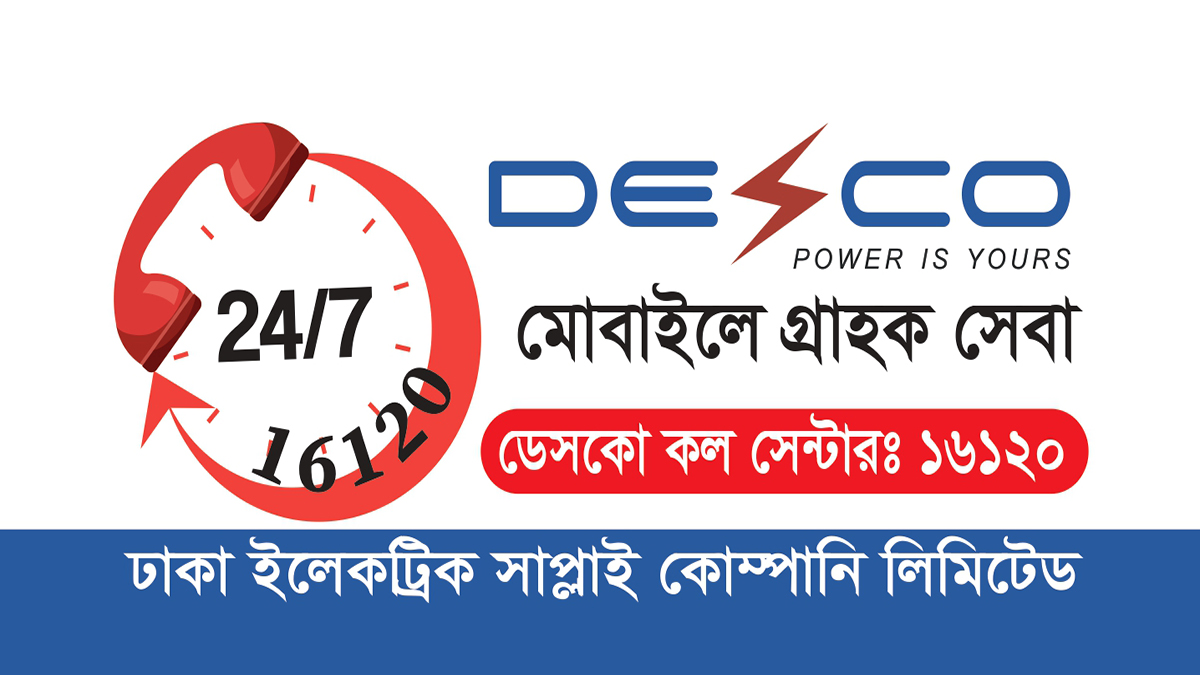 24/7
16120
DESCO
POWER IS YOURS
মোবাইলে গ্রাহক সেবা
ডেসকো কল সেন্টারঃ ১৬১২০
ঢাকা ইলেকট্রিক সাপ্লাই কোম্পানি লিমিটেড